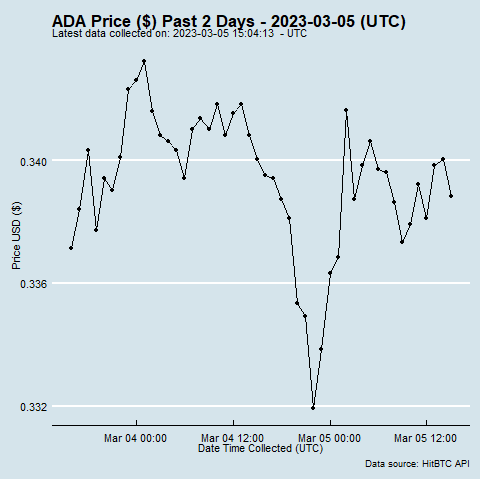 ADA Price ($) Past 2 Days - 2023-03-05 (UTC)
Latest data collected on: 2023-03-05 15:04:13 - UTC
0.340
0.336
0.332
Price USD ($)
Mar 04 00:00 Mar 04 12:00 Mar 05 00:00 Mar 05 12:00
Date Time Collected (UTC)
Data source: HitBTC API